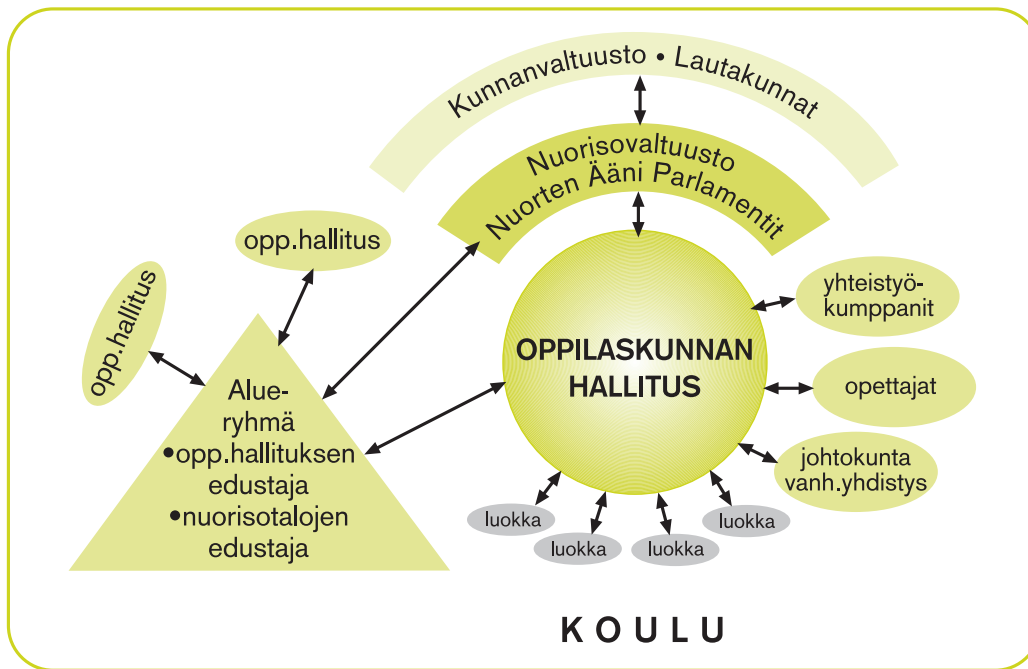 Kunnanvaltuusto • Lautakunnat
Nuorisovaltuusto
Nuorten Ääni Parlamentit
opp.hallitus
opp.hallitus
Alue-
ryhmä
•opp.hallituksen
edustaja
•nuorisotalojen
edustaja
OPPILASKUNNAN
HALLITUS
yhteistyö-
kumppanit
opettajat
johtokunta
vanh.yhdistys
luokka
luokka
luokka
luokka
KOULU